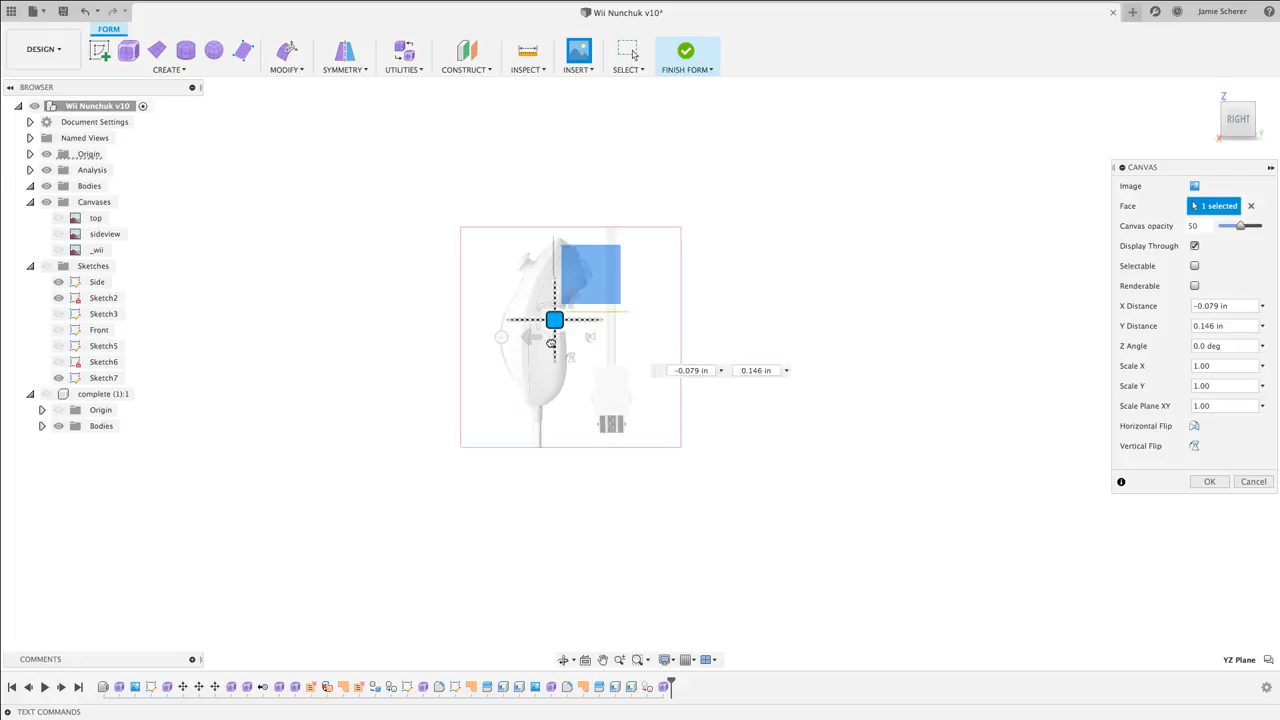 Wii Nunchuk v10*
Jamie Scherer
FORM
DESIGN
CREATE
MODIFY
SYMMETRY
UTILITIES
CONSTRUCT
INSPECT
INSERT
SELECT
FINISH FORM
BROWSER
Wii Nunchuk v10
Document Settings
Named Views
Origin
Analysis
Bodies
Canvases
top
sideview
_wii
Sketches
Side
Sketch2
Sketch3
Front
Sketch5
Sketch6
Sketch7
complete (1):1
Origin
Bodies
Z
RIGHT
X
Y
-0.079 in
0.146 in
CANVAS
Image
Face 1 selected
Canvas opacity 50
Display Through
Selectable
Renderable
X Distance -0.079 in
Y Distance 0.146 in
Z Angle 0.0 deg
Scale X 1.00
Scale Y 1.00
Scale Plane XY 1.00
Horizontal Flip
Vertical Flip
OK Cancel
COMMENTS
YZ Plane
TEXT COMMANDS